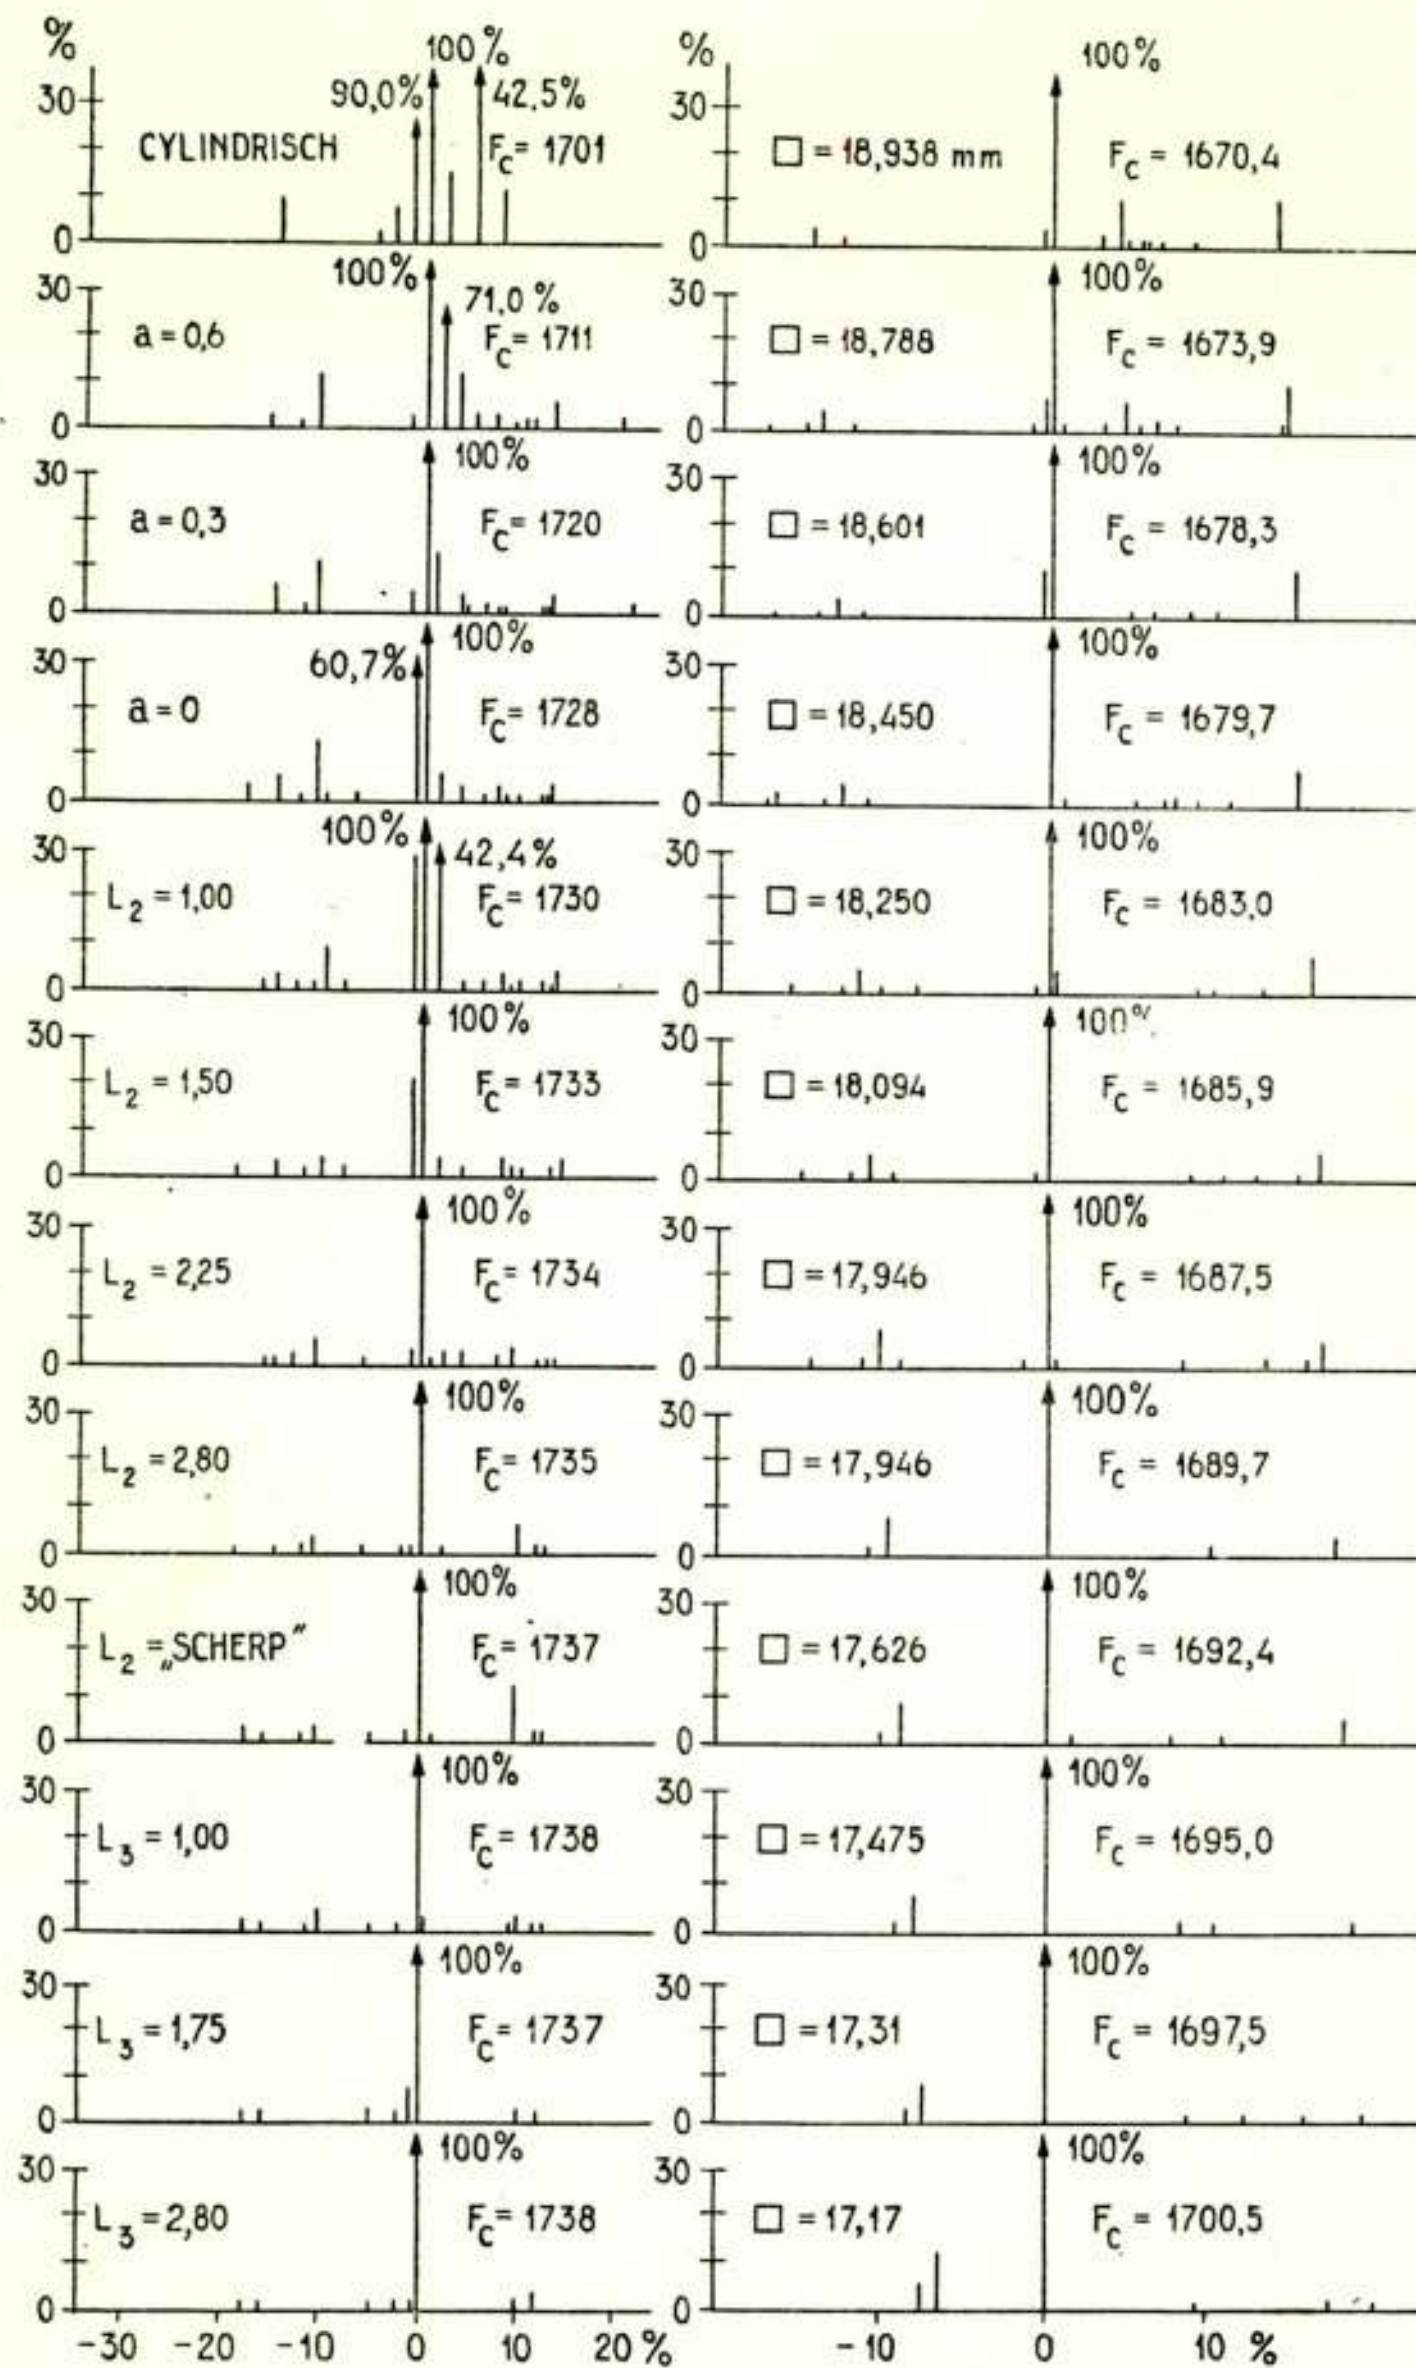 %
100%
90,0%
42,5%
30
CYLINDRISCH
F_c = 1701
0
100%
71,0%
30
a = 0,6
F_c = 1711
0
100%
30
a = 0,3
F_c = 1720
0
100%
60,7%
30
a = 0
F_c = 1728
0
100%
42,4%
30
L_2 = 1,00
F_c = 1730
0
100%
30
L_2 = 1,50
F_c = 1733
0
100%
30
L_2 = 2,25
F_c = 1734
0
100%
30
L_2 = 2,80
F_c = 1735
0
100%
30
L_2 = „SCHERP”
F_c = 1737
0
100%
30
L_3 = 1,00
F_c = 1738
0
100%
30
L_3 = 1,75
F_c = 1737
0
100%
30
L_3 = 2,80
F_c = 1738
0
-30 -20 -10 0 10 20 %
%
100%
30
□ = 18,938 mm
F_c = 1670,4
0
100%
30
□ = 18,788
F_c = 1673,9
0
100%
30
□ = 18,601
F_c = 1678,3
0
100%
30
□ = 18,450
F_c = 1679,7
0
100%
30
□ = 18,250
F_c = 1683,0
0
100%
30
□ = 18,094
F_c = 1685,9
0
100%
30
□ = 17,946
F_c = 1687,5
0
100%
30
□ = 17,946
F_c = 1689,7
0
100%
30
□ = 17,626
F_c = 1692,4
0
100%
30
□ = 17,475
F_c = 1695,0
0
100%
30
□ = 17,31
F_c = 1697,5
0
100%
30
□ = 17,17
F_c = 1700,5
0
-10 0 10 %